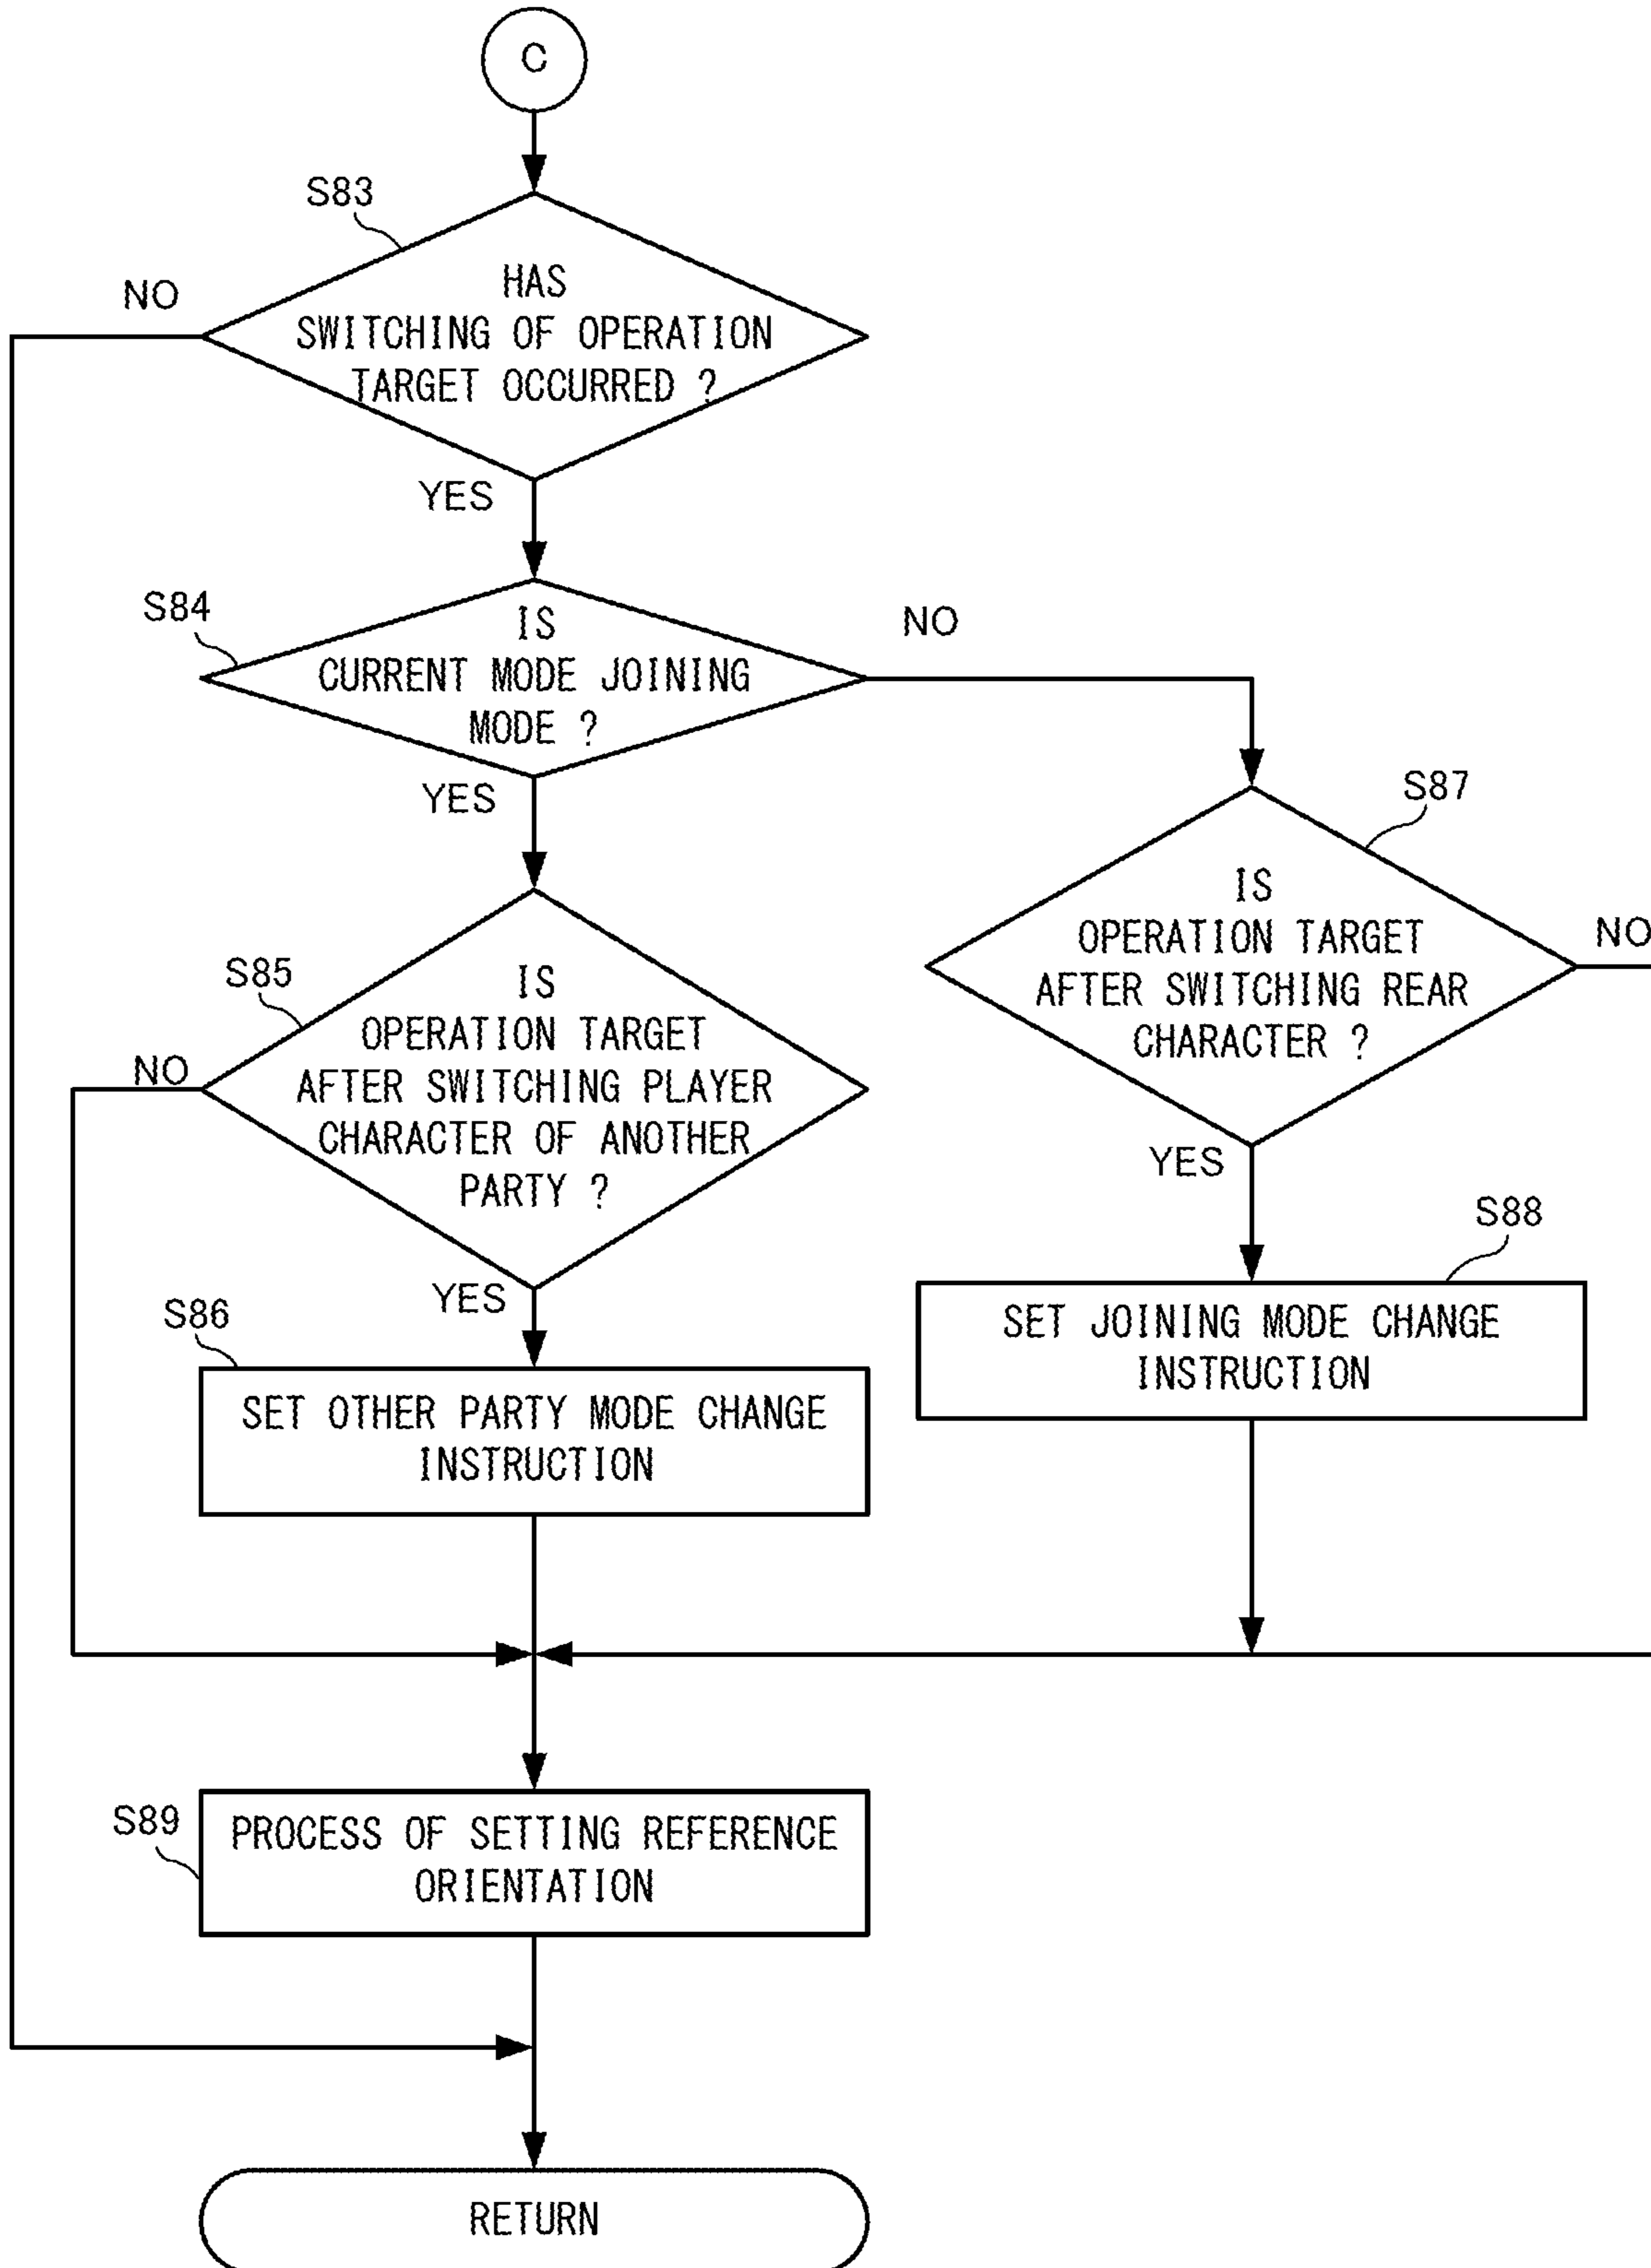 C
S83
HAS
SWITCHING OF OPERATION
TARGET OCCURRED ?
NO
YES
S84
IS
CURRENT MODE JOINING
MODE ?
NO
YES
S87
IS
OPERATION TARGET
AFTER SWITCHING REAR
CHARACTER ?
NO
YES
S85
IS
OPERATION TARGET
AFTER SWITCHING PLAYER
CHARACTER OF ANOTHER
PARTY ?
NO
YES
S88
SET JOINING MODE CHANGE
INSTRUCTION
S86
SET OTHER PARTY MODE CHANGE
INSTRUCTION
S89
PROCESS OF SETTING REFERENCE
ORIENTATION
RETURN